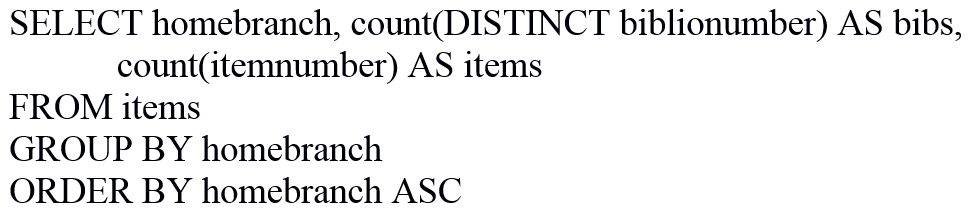 SELECT homebranch, count(DISTINCT biblionumber) AS bibs,
count(itemnumber) AS items
FROM items
GROUP BY homebranch
ORDER BY homebranch ASC